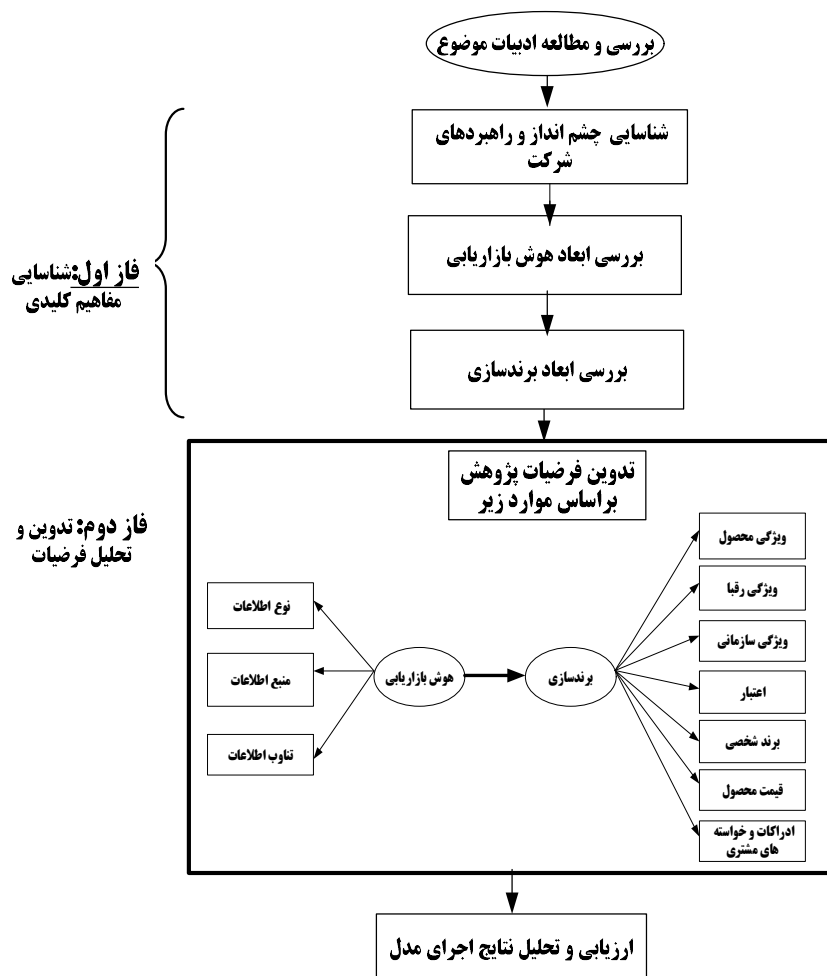 بررسی و مطالعه ادبیات موضوع
شناسایی چشم انداز و راهبردهای
شرکت
بررسی ابعاد هوش بازاریابی
فاز اول:شناسایی
مفاهیم کلیدی
بررسی ابعاد برندسازی
تدوین فرضیات پژوهش
براساس موارد زیر
فاز دوم: تدوین و
تحلیل فرضیات
ویژگی محصول
ویژگی رقبا
ویژگی سازمانی
اعتبار
برند شخصی
قیمت محصول
ادراکات و خواسته
های مشتری
برندسازی
هوش بازاریابی
نوع اطلاعات
منبع اطلاعات
تناوب اطلاعات
ارزیابی و تحلیل نتایج اجرای مدل